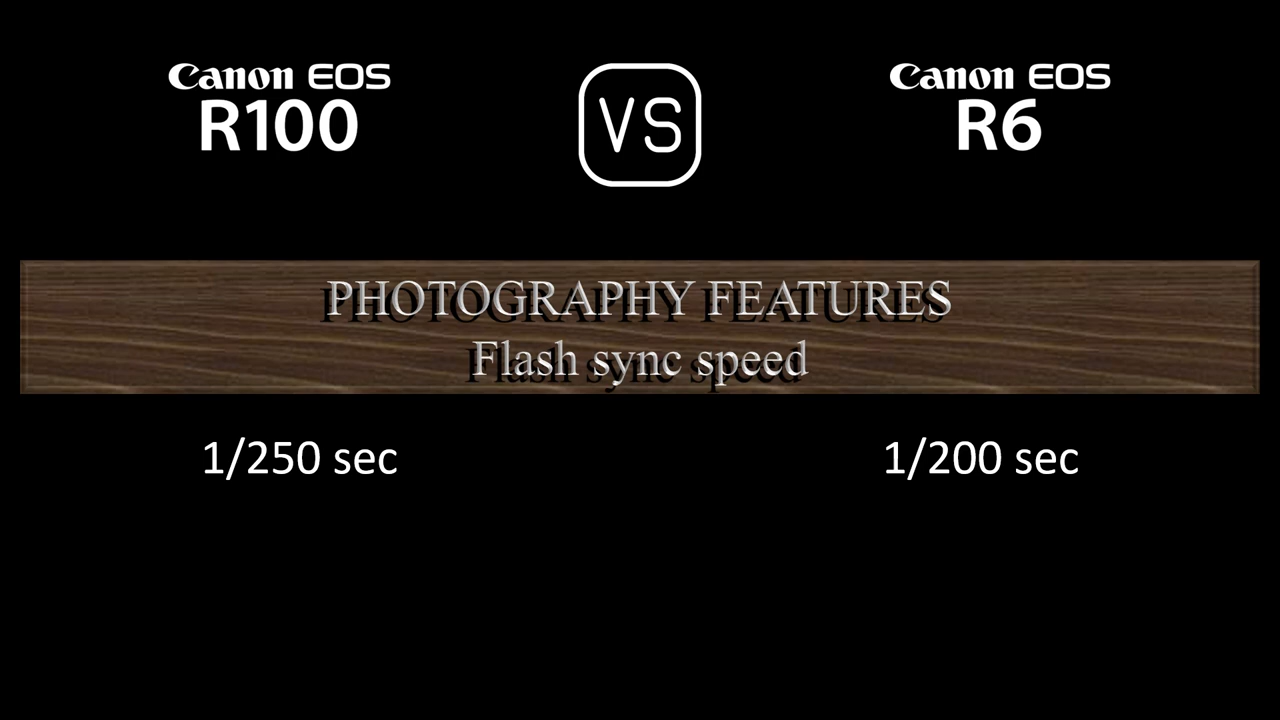 Canon EOS
R100
VS
Canon EOS
R6
PHOTOGRAPHY FEATURES
Flash sync speed
1/250 sec
1/200 sec